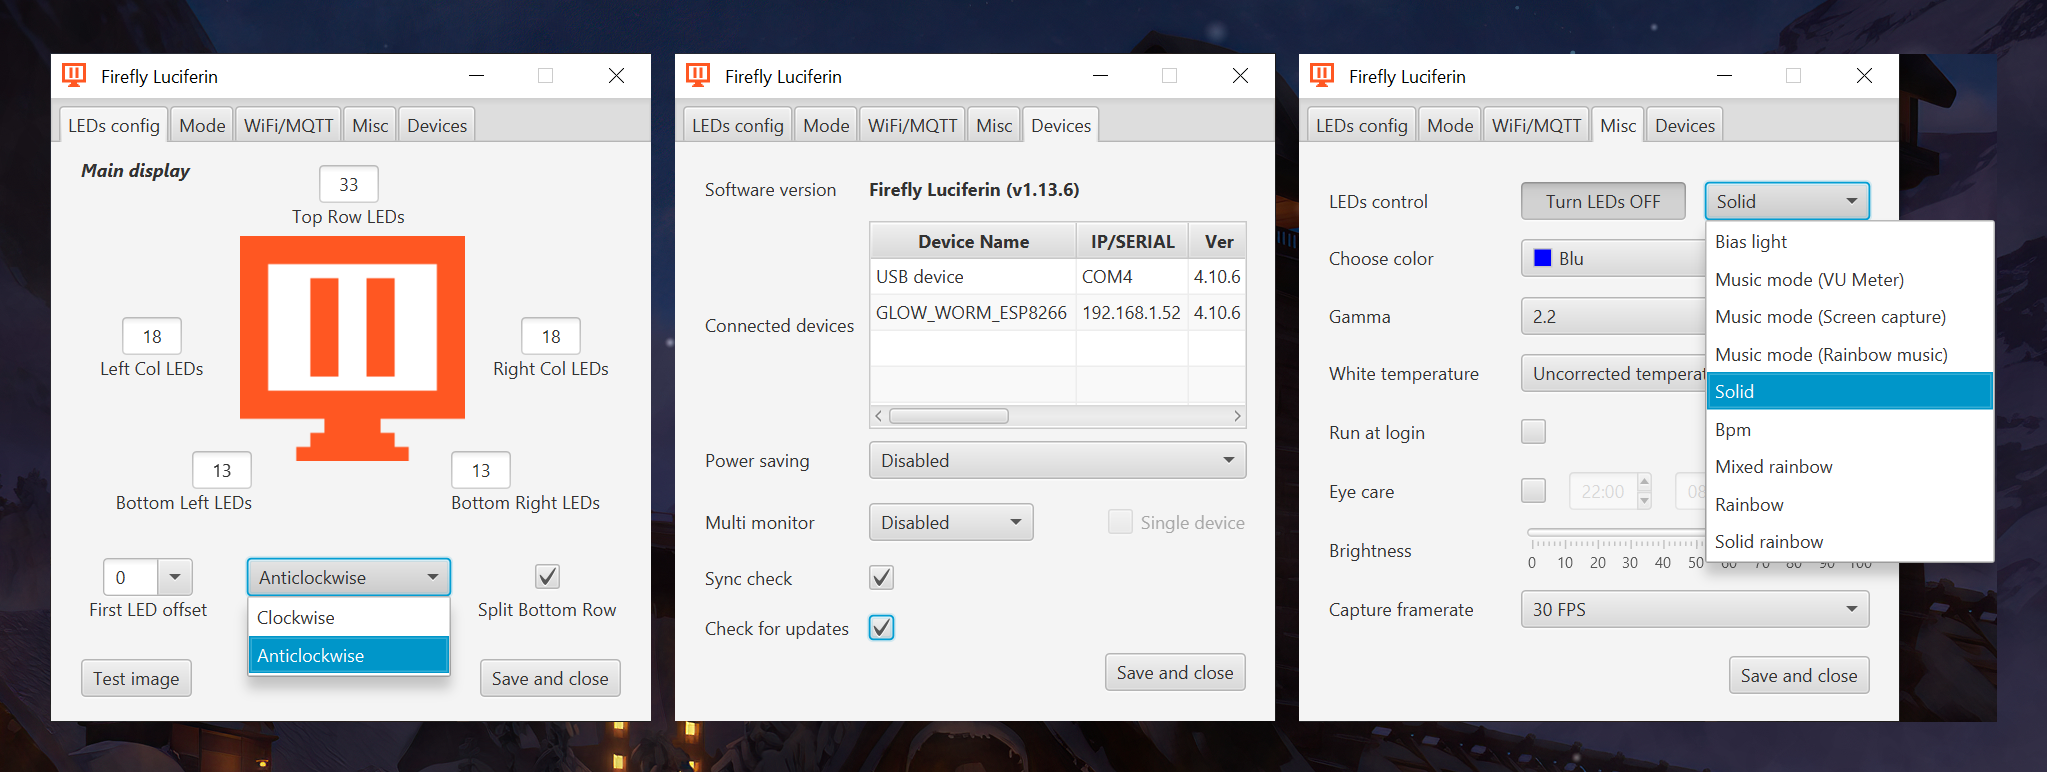 Firefly Luciferin
LEDs config Mode WiFi/MQTT Misc Devices
Main display
33
Top Row LEDs
18
Left Col LEDs
18
Right Col LEDs
13
Bottom Left LEDs
13
Bottom Right LEDs
0
First LED offset
Anticlockwise
Clockwise
Anticlockwise
Split Bottom Row
Test image
Save and close
Firefly Luciferin
LEDs config Mode WiFi/MQTT Misc Devices
Software version Firefly Luciferin (v1.13.6)
Connected devices
Device Name IP/SERIAL Ver
USB device COM4 4.10.6
GLOW_WORM_ESP8266 192.168.1.52 4.10.6
Power saving Disabled
Multi monitor Disabled Single device
Sync check
Check for updates
Save and close
Firefly Luciferin
LEDs config Mode WiFi/MQTT Misc Devices
LEDs control Turn LEDs OFF Solid
Bias light
Music mode (VU Meter)
Music mode (Screen capture)
Music mode (Rainbow music)
Solid
Bpm
Mixed rainbow
Rainbow
Solid rainbow
Choose color Blu
Gamma 2.2
White temperature Uncorrected temperat
Run at login
Eye care 22:00 08
Brightness
0 10 20 30 40 50 60 70 80 90 100
Capture framerate 30 FPS
Save and close